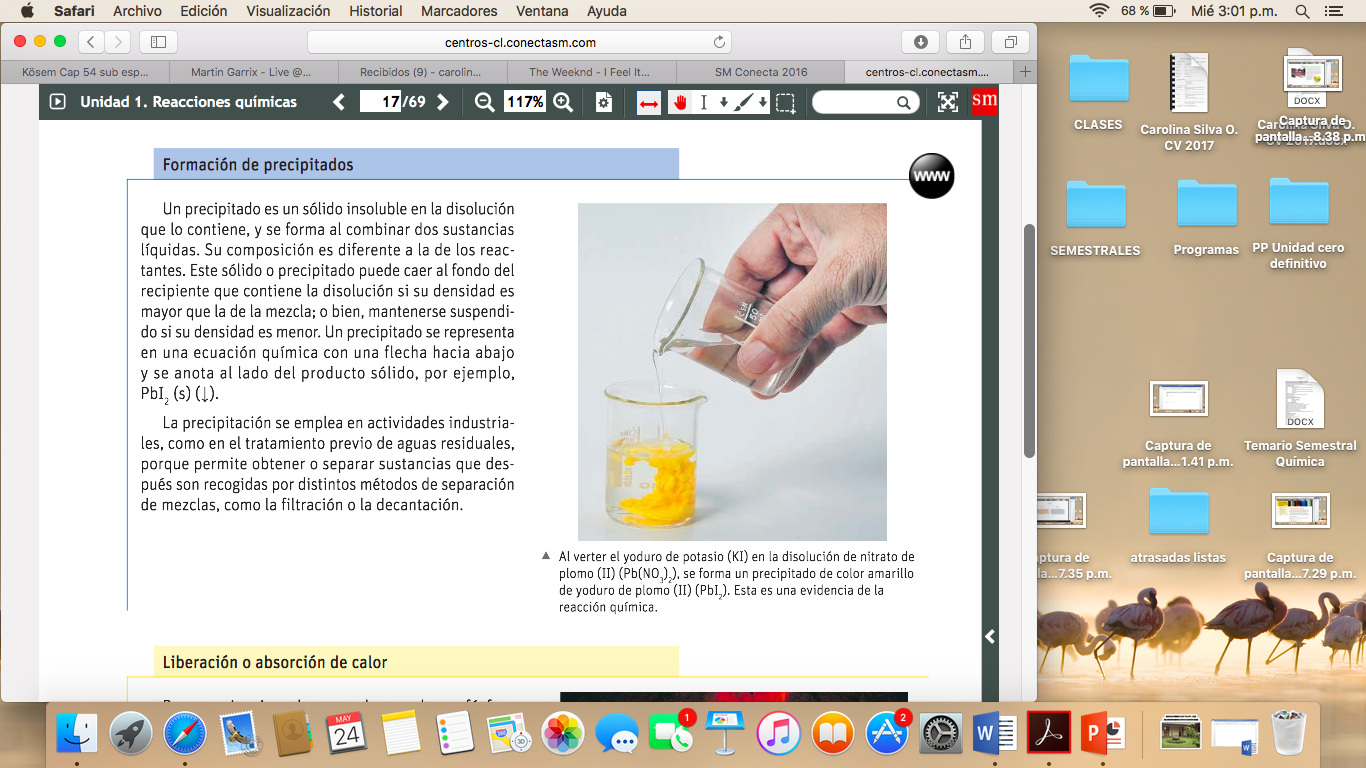 Safari Archivo Edición Visualización Historial Marcadores Ventana Ayuda
68 % Mié 3:01 p.m.
centros-cl.conectasm.com
Kösem Cap 54 sub esp...
Martin Garrix - Live @...
Recibidos (9) - carolin...
The Weeknd - I Feel It...
SM Conecta 2016
centros-cl.conectasm....
Unidad 1. Reacciones químicas
17 /69
117%
sm
Formación de precipitados
www
Un precipitado es un sólido insoluble en la disolución
que lo contiene, y se forma al combinar dos sustancias
líquidas. Su composición es diferente a la de los reac-
tantes. Este sólido o precipitado puede caer al fondo del
recipiente que contiene la disolución si su densidad es
mayor que la de la mezcla; o bien, mantenerse suspendi-
do si su densidad es menor. Un precipitado se representa
en una ecuación química con una flecha hacia abajo
y se anota al lado del producto sólido, por ejemplo,
PbI₂ (s) (↓).
La precipitación se emplea en actividades industria-
les, como en el tratamiento previo de aguas residuales,
porque permite obtener o separar sustancias que des-
pués son recogidas por distintos métodos de separación
de mezclas, como la filtración o la decantación.
50
▲ Al verter el yoduro de potasio (KI) en la disolución de nitrato de
plomo (II) (Pb(NO₃)₂), se forma un precipitado de color amarillo
de yoduro de plomo (II) (PbI₂). Esta es una evidencia de la
reacción química.
Liberación o absorción de calor
CLASES
Carolina Silva O.
CV 2017
DOCX
Captura de
pantalla...8.38 p.m
SEMESTRALES
Programas
PP Unidad cero
definitivo
Captura de
pantalla...1.41 p.m.
DOCX
Temario Semestral
Química
ptura de
la...7.35 p.m.
atrasadas listas
Captura de
pantalla...7.29 p.m.
MAY
24
3D
1
2
W
P
W